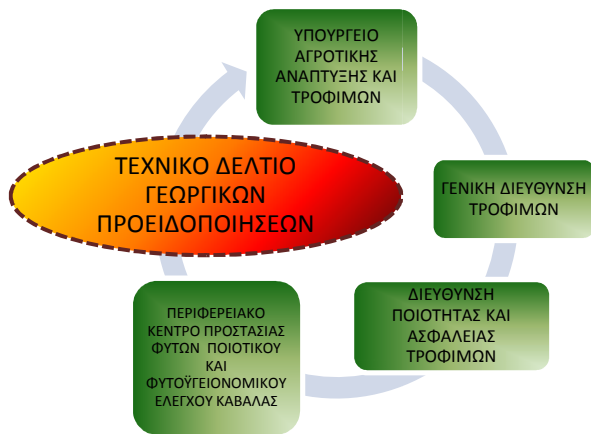 ΥΠΟΥΡΓΕΙΟ
ΑΓΡΟΤΙΚΗΣ
ΑΝΑΠΤΥΞΗΣ ΚΑΙ
ΤΡΟΦΙΜΩΝ
ΓΕΝΙΚΗ ΔΙΕΥΘΥΝΣΗ
ΤΡΟΦΙΜΩΝ
ΔΙΕΥΘΥΝΣΗ
ΠΟΙΟΤΗΤΑΣ ΚΑΙ
ΑΣΦΑΛΕΙΑΣ
ΤΡΟΦΙΜΩΝ
ΠΕΡΙΦΕΡΕΙΑΚΟ
ΚΕΝΤΡΟ ΠΡΟΣΤΑΣΙΑΣ
ΦΥΤΩΝ ΠΟΙΟΤΙΚΟΥ
ΚΑΙ
ΦΥΤΟΫΓΕΙΟΝΟΜΙΚΟΥ
ΕΛΕΓΧΟΥ ΚΑΒΑΛΑΣ
ΤΕΧΝΙΚΟ ΔΕΛΤΙΟ
ΓΕΩΡΓΙΚΩΝ
ΠΡΟΕΙΔΟΠΟΙΗΣΕΩΝ